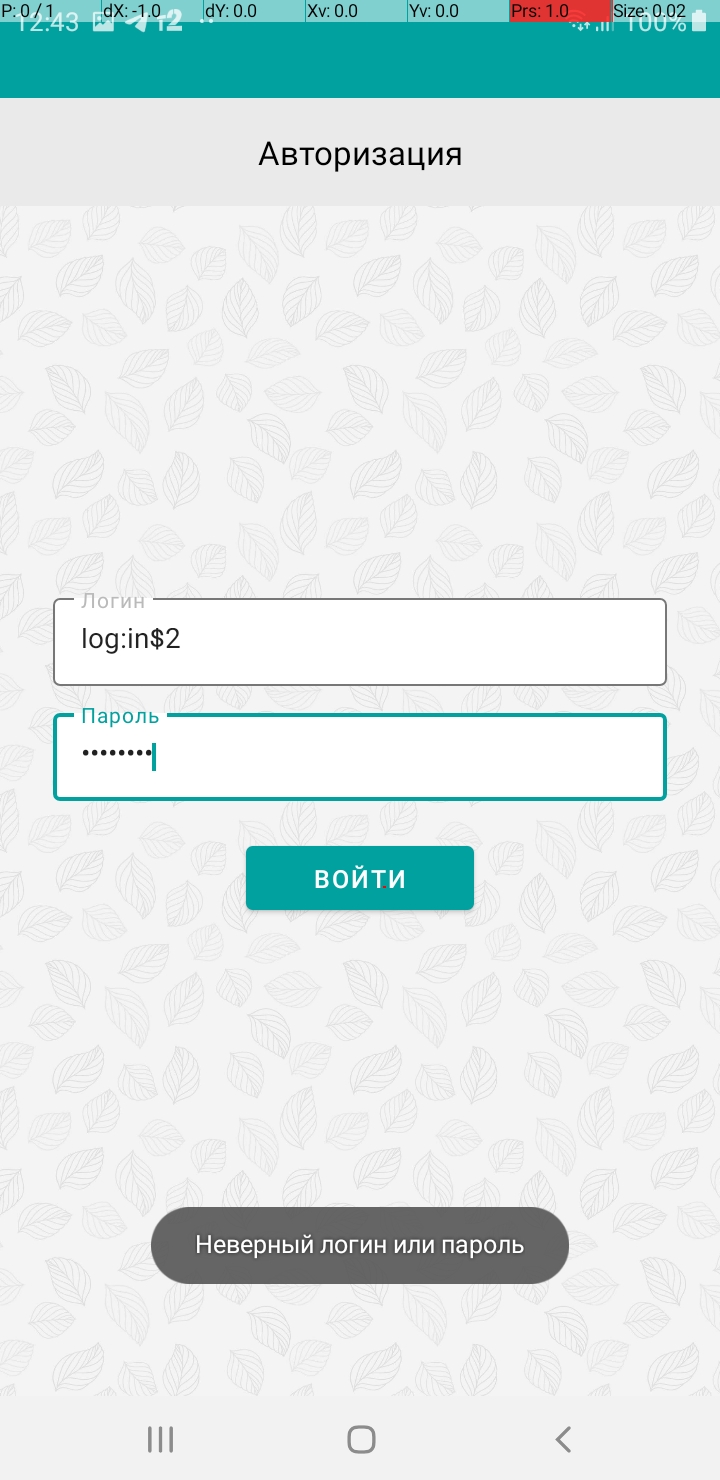 P: 0 / 1 dX: -1.0 dY: 0.0 Xv: 0.0 Yv: 0.0 Prs: 1.0 Size: 0.02
12:43 T2 100%
Авторизация
Логин
log:in$2
Пароль
••••••••
ВОЙТИ
Неверный логин или пароль